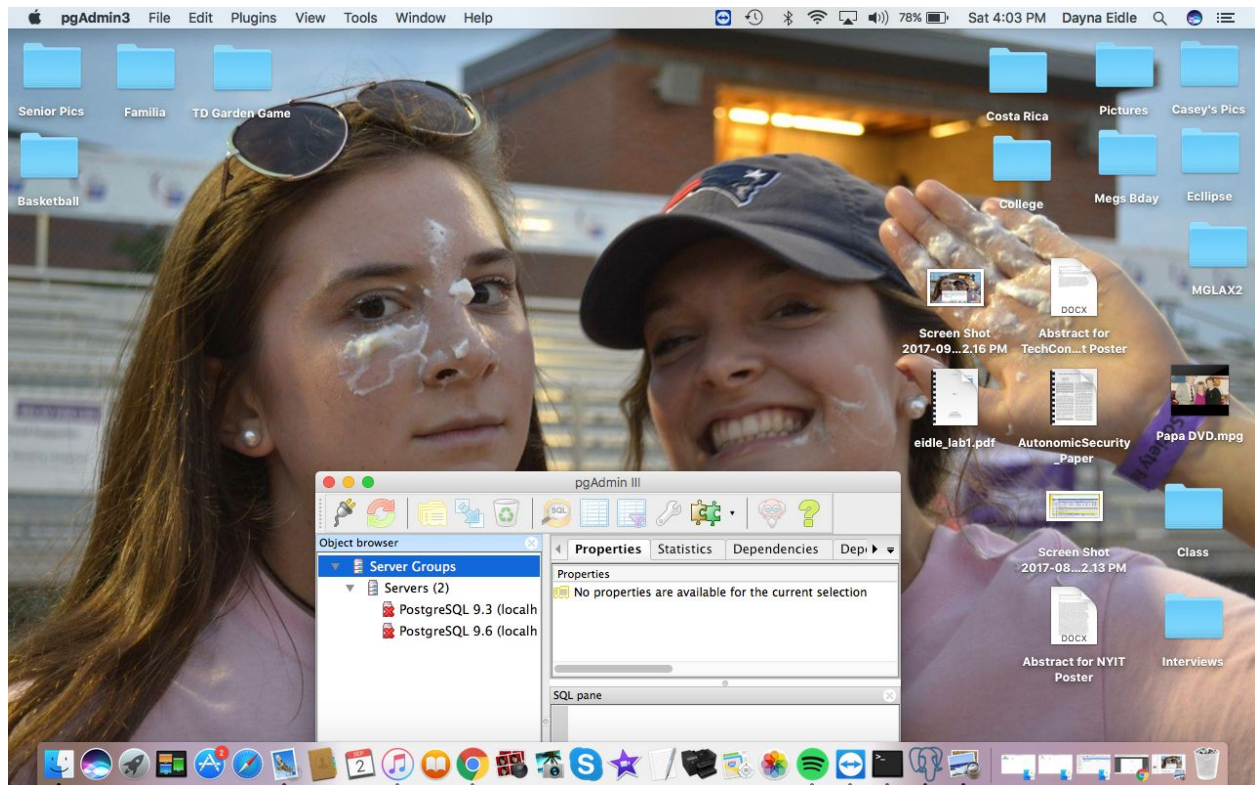 pgAdmin3 File Edit Plugins View Tools Window Help 78% Sat 4:03 PM Dayna Eidle
Senior Pics
Familia
TD Garden Game
Costa Rica
Pictures
Casey's Pics
Basketball
College
Megs Bday
Ecllipse
MGLAX2
Screen Shot
2017-09...2.16 PM
DOCX
Abstract for
TechCon...t Poster
eidle_lab1.pdf
AutonomicSecurity
_Paper
Papa DVD.mpg
Society
Screen Shot
2017-08...2.13 PM
Class
DOCX
Abstract for NYIT
Poster
Interviews
pgAdmin III
SQL
Object browser
Properties Statistics Dependencies Dep
Server Groups
Servers (2)
PostgreSQL 9.3 (localh
PostgreSQL 9.6 (localh
Properties
No properties are available for the current selection
SQL pane
2
SEP
2